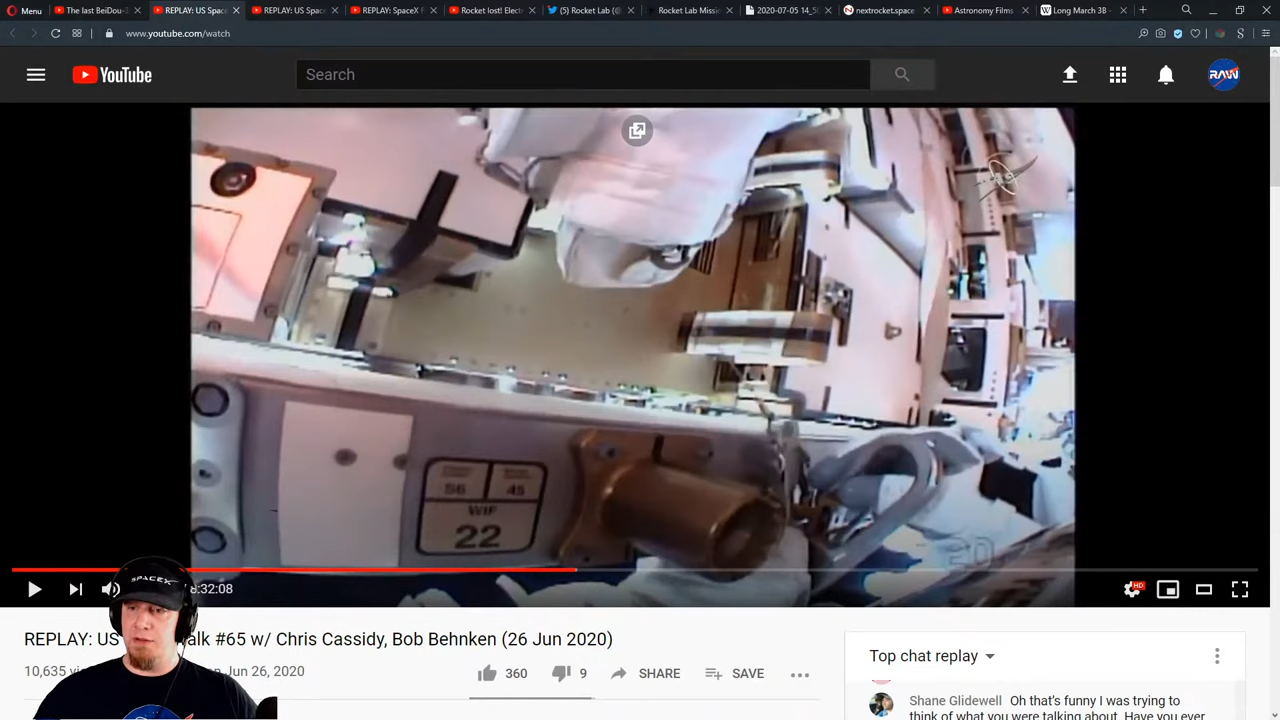 Menu
The last BeiDou-
REPLAY: US Spac
REPLAY: US Spac
REPLAY: SpaceX F
Rocket lost! Elect
(5) Rocket Lab (@
Rocket Lab Missi
2020-07-05 14_5
nextrocket.space
Astronomy Films
Long March 3B -
www.youtube.com/watch
YouTube
Search
RAW
56
45
WIF
22
20
8:32:08
HD
SPACEX
REPLAY: US alk #65 w/ Chris Cassidy, Bob Behnken (26 Jun 2020)
10,635 vi n Jun 26, 2020
360
9
SHARE
SAVE
Top chat replay
Shane Glidewell Oh that's funny I was trying to
think of what you were talking about. Have you ever